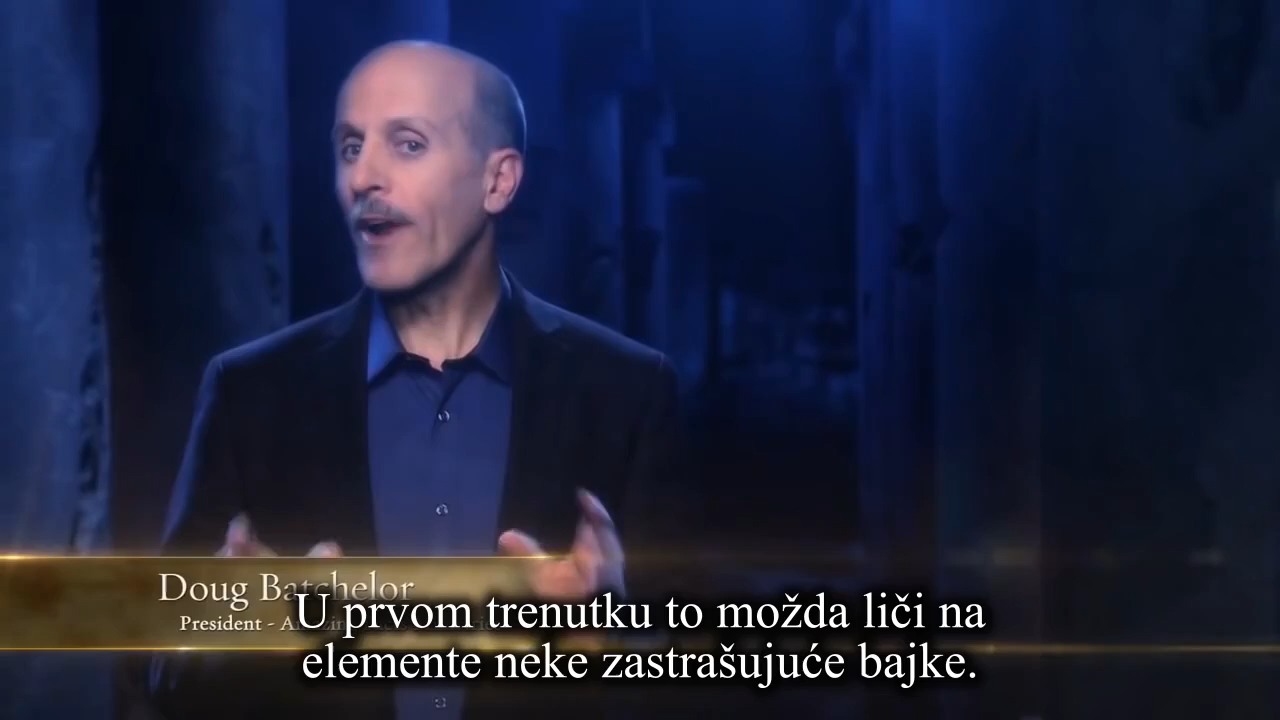 Doug Batchelor
President -
U prvom trenutku to možda liči na
elemente neke zastrašujuće bajke.